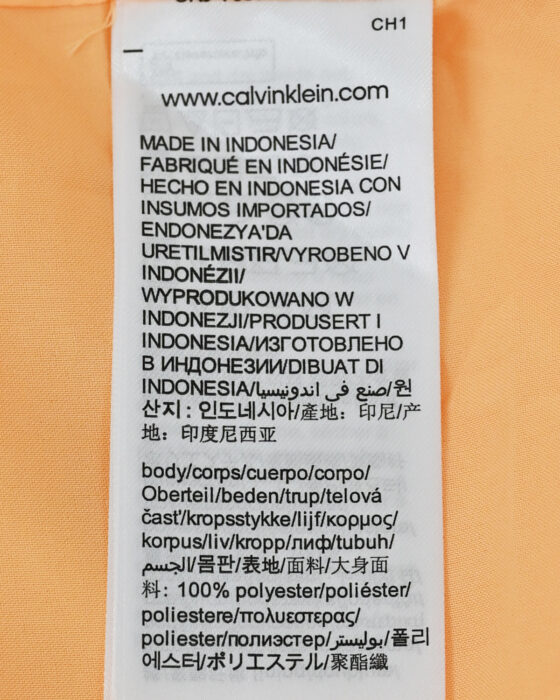 CH1
www.calvinklein.com
MADE IN INDONESIA/
FABRIQUÉ EN INDONÉSIE/
HECHO EN INDONESIA CON
INSUMOS IMPORTADOS/
ENDONEZYA'DA
URETILMISTIR/VYROBENO V
INDONÉZII/
WYPRODUKOWANO W
INDONEZJI/PRODUSERT I
INDONESIA/ИЗГОТОВЛЕНО
В ИНДОНЕЗИИ/DIBUAT DI
INDONESIA/صنع في اندونيسيا/원
산지 : 인도네시아/產地：印尼/产
地：印度尼西亚
body/corps/cuerpo/corpo/
Oberteil/beden/trup/telová
čast'/kropsstykke/lijf/κορμος/
korpus/liv/kropp/лиф/tubuh/
الجسم/몸판/表地/面料/大身面
料：100% polyester/poliéster/
poliestere/πολυεστερας/
poliester/полиэстер/بوليستر/폴리
에스터/ポリエステル/聚酯纖